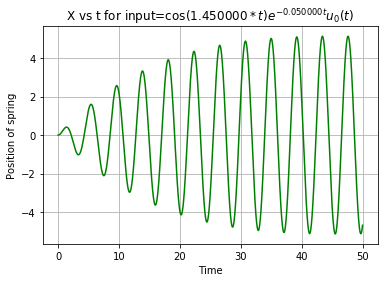 X vs t for input=cos(1.450000 * t)e^{-0.050000t}u_0(t)
Position of spring
4
2
0
−2
−4
0 10 20 30 40 50
Time